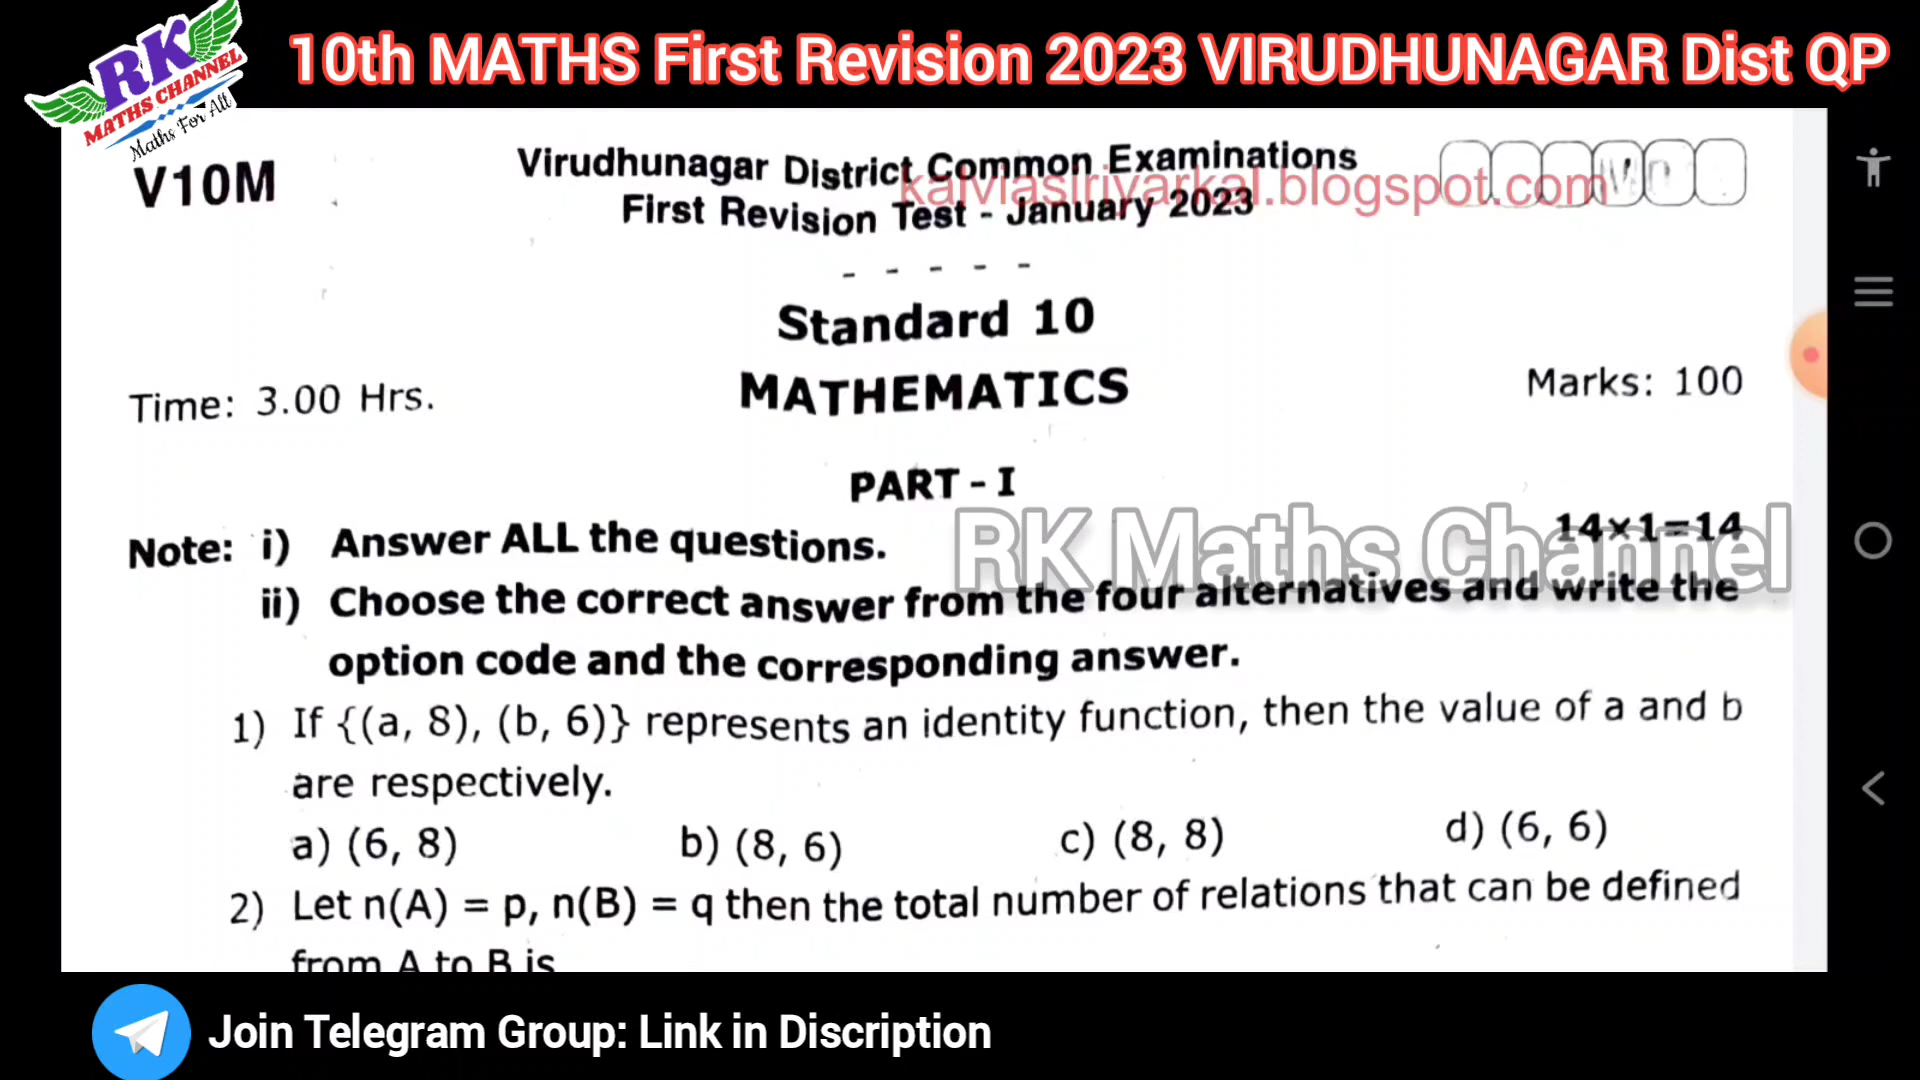 RK
MATHS CHANNEL
Maths For All
10th MATHS First Revision 2023 VIRUDHUNAGAR Dist QP
V10M
Virudhunagar District Common Examinations
kalviasiriyarkal.blogspot.com
First Revision Test - January 2023
- - - - -
Standard 10
Time: 3.00 Hrs.
MATHEMATICS
Marks: 100
PART - I
RK Maths Channel
14×1=14
Note: i) Answer ALL the questions.
ii) Choose the correct answer from the four alternatives and write the
option code and the corresponding answer.
1) If {(a, 8), (b, 6)} represents an identity function, then the value of a and b
are respectively.
a) (6, 8) b) (8, 6) c) (8, 8) d) (6, 6)
2) Let n(A) = p, n(B) = q then the total number of relations that can be defined
from A to B is
Join Telegram Group: Link in Discription